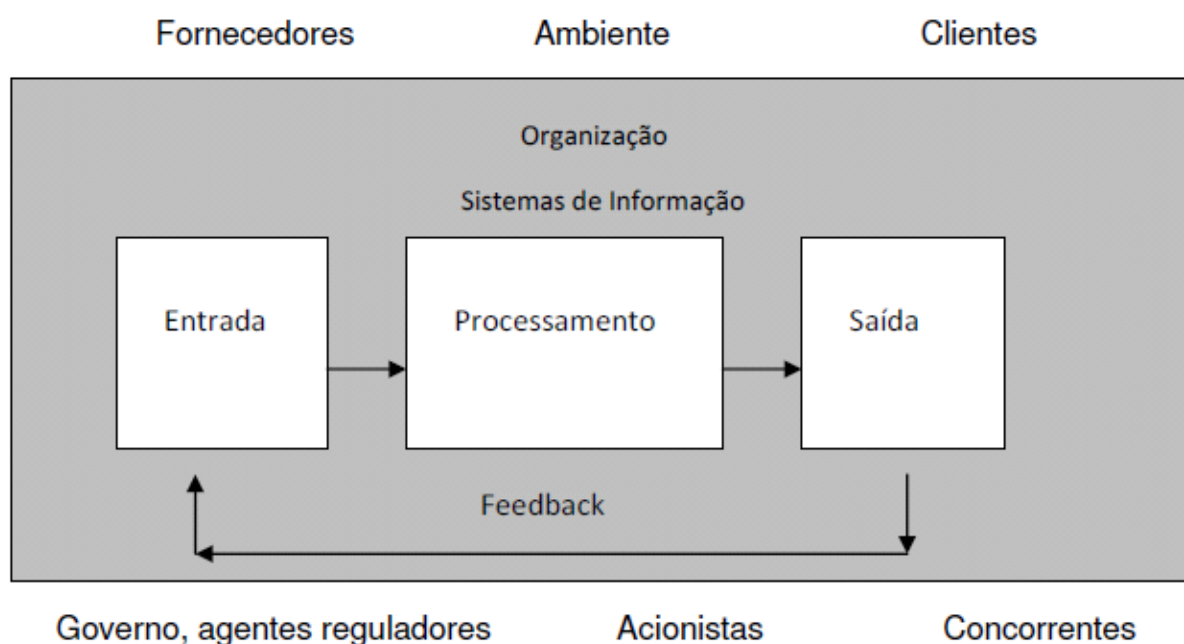 Fornecedores Ambiente Clientes
Organização
Sistemas de Informação
Entrada Processamento Saída
Feedback
Governo, agentes reguladores Acionistas Concorrentes